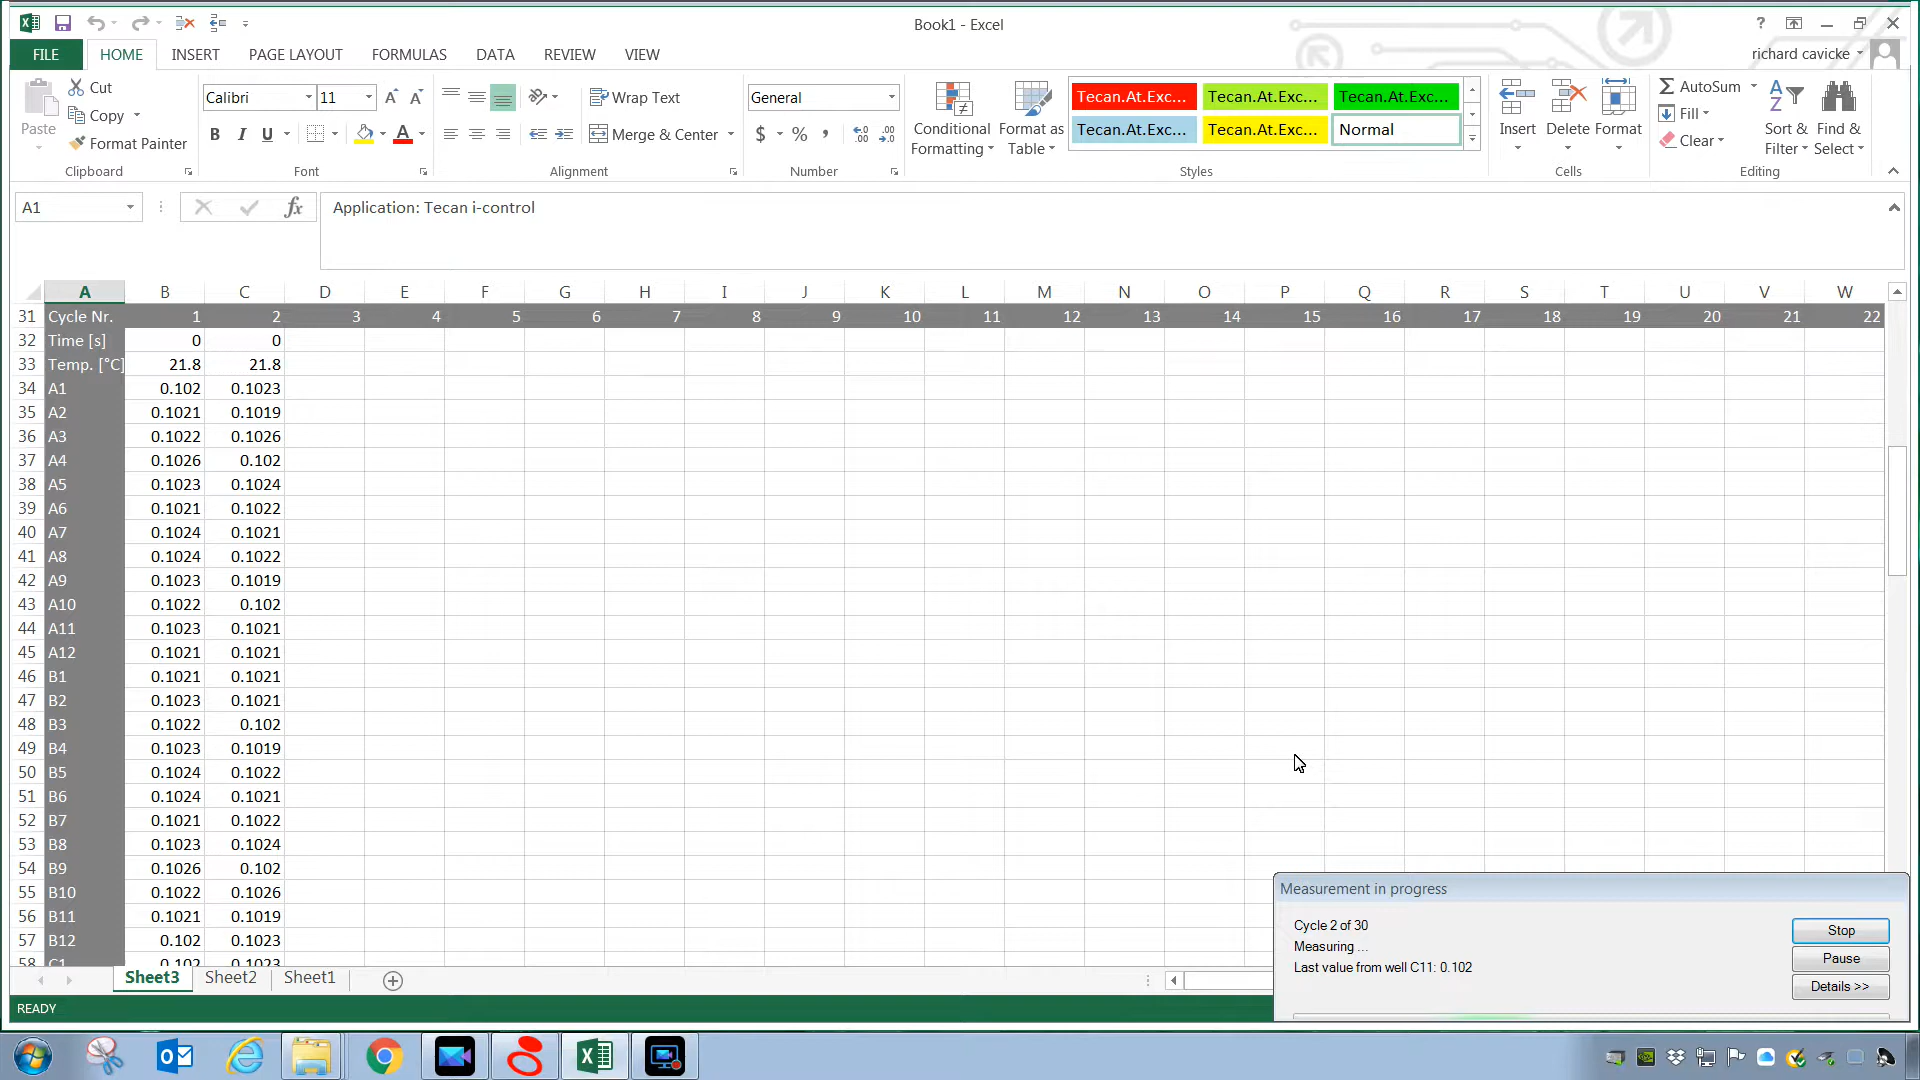 Book1 - Excel
?
FILE HOME INSERT PAGE LAYOUT FORMULAS DATA REVIEW VIEW
richard cavicke
Paste
Cut
Copy
Format Painter
Clipboard
Calibri 11
B I U
Font
Wrap Text
Merge & Center
Alignment
General
$ % ,
Number
Conditional Formatting
Format as Table
Tecan.At.Exc... Tecan.At.Exc... Tecan.At.Exc...
Tecan.At.Exc... Tecan.At.Exc... Normal
Styles
Insert Delete Format
Cells
AutoSum
Fill
Clear
Sort & Filter
Find & Select
Editing
A1 fx Application: Tecan i-control
A B C D E F G H I J K L M N O P Q R S T U V W
31 Cycle Nr. 1 2 3 4 5 6 7 8 9 10 11 12 13 14 15 16 17 18 19 20 21 22
32 Time [s] 0 0
33 Temp. [°C] 21.8 21.8
34 A1 0.102 0.1023
35 A2 0.1021 0.1019
36 A3 0.1022 0.1026
37 A4 0.1026 0.102
38 A5 0.1023 0.1024
39 A6 0.1021 0.1022
40 A7 0.1024 0.1021
41 A8 0.1024 0.1022
42 A9 0.1023 0.1019
43 A10 0.1022 0.102
44 A11 0.1023 0.1021
45 A12 0.1021 0.1021
46 B1 0.1021 0.1021
47 B2 0.1023 0.1021
48 B3 0.1022 0.102
49 B4 0.1023 0.1019
50 B5 0.1024 0.1022
51 B6 0.1024 0.1021
52 B7 0.1021 0.1022
53 B8 0.1023 0.1024
54 B9 0.1026 0.102
55 B10 0.1022 0.1026
56 B11 0.1021 0.1019
57 B12 0.102 0.1023
58 C1 0.102 0.1023
Measurement in progress
Cycle 2 of 30
Measuring ...
Last value from well C11: 0.102
Stop
Pause
Details >>
Sheet3 Sheet2 Sheet1
READY